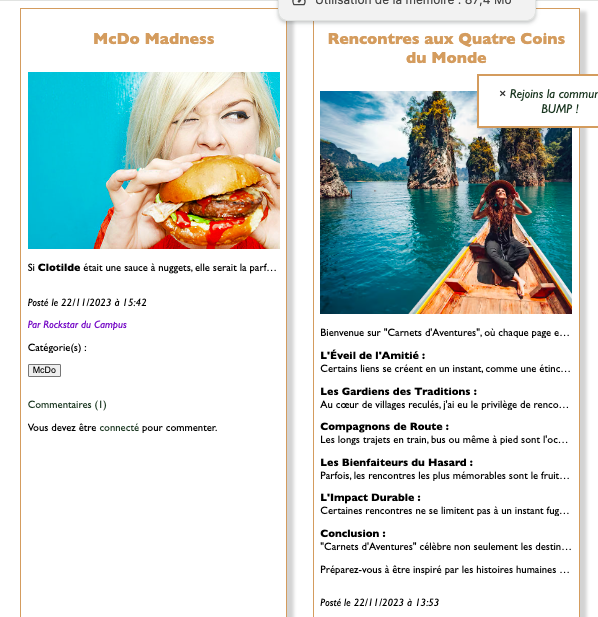 Utilisation de la mémoire : 87,4 Mo
McDo Madness
Si Clotilde était une sauce à nuggets, elle serait la parf…
Posté le 22/11/2023 à 15:42
Par Rockstar du Campus
Catégorie(s) :
McDo
Commentaires (1)
Vous devez être connecté pour commenter.
Rencontres aux Quatre Coins
du Monde
× Rejoins la commun
BUMP !
Bienvenue sur "Carnets d'Aventures", où chaque page e…
L'Éveil de l'Amitié :
Certains liens se créent en un instant, comme une étinc…
Les Gardiens des Traditions :
Au cœur de villages reculés, j'ai eu le privilège de renco…
Compagnons de Route :
Les longs trajets en train, bus ou même à pied sont l'oc…
Les Bienfaiteurs du Hasard :
Parfois, les rencontres les plus mémorables sont le fruit…
L'Impact Durable :
Certaines rencontres ne se limitent pas à un instant fug…
Conclusion :
"Carnets d'Aventures" célèbre non seulement les destin…
Préparez-vous à être inspiré par les histoires humaines …
Posté le 22/11/2023 à 13:53